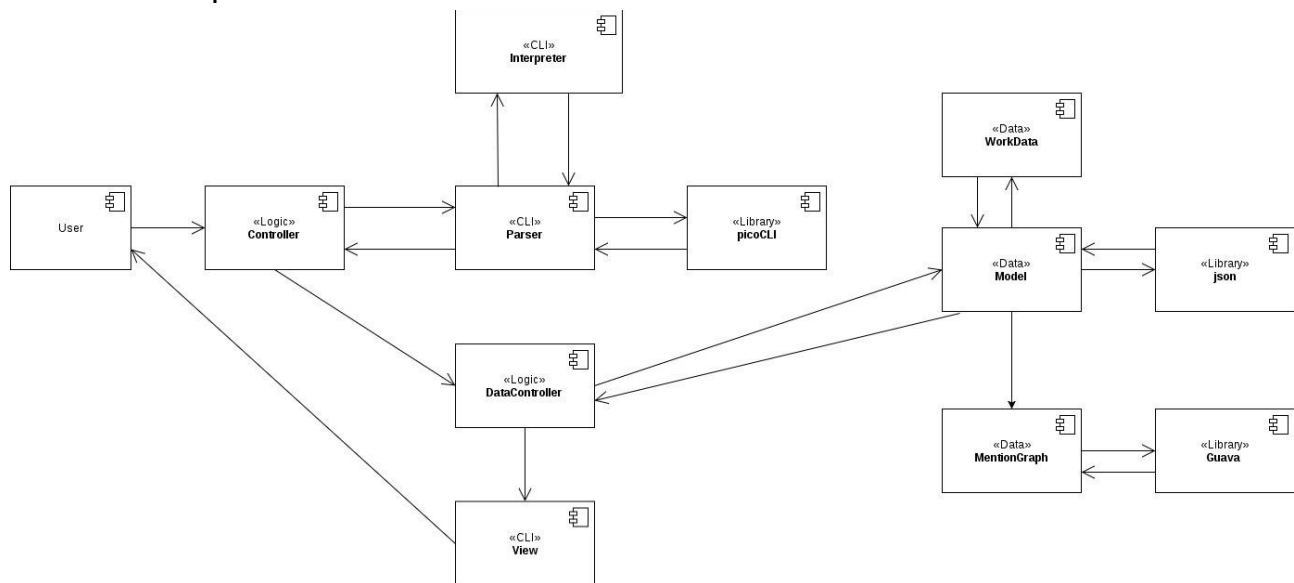 «CLI»
Interpreter
«Data»
WorkData
User
«Logic»
Controller
«CLI»
Parser
«Library»
picoCLI
«Data»
Model
«Library»
json
«Logic»
DataController
«Data»
MentionGraph
«Library»
Guava
«CLI»
View